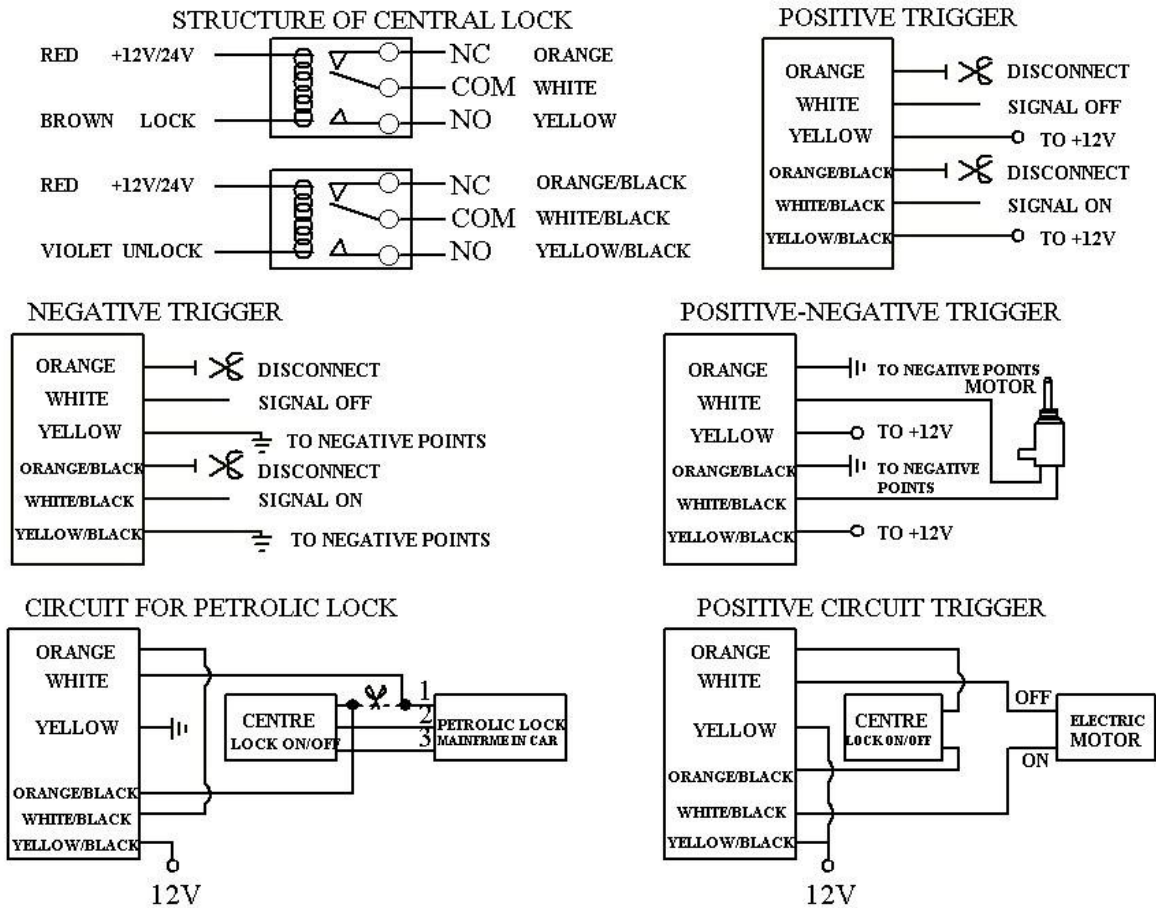 STRUCTURE OF CENTRAL LOCK
RED +12V/24V NC ORANGE
COM WHITE
BROWN LOCK NO YELLOW
RED +12V/24V NC ORANGE/BLACK
COM WHITE/BLACK
VIOLET UNLOCK NO YELLOW/BLACK
POSITIVE TRIGGER
ORANGE DISCONNECT
WHITE SIGNAL OFF
YELLOW TO +12V
ORANGE/BLACK DISCONNECT
WHITE/BLACK SIGNAL ON
YELLOW/BLACK TO +12V
NEGATIVE TRIGGER
ORANGE DISCONNECT
WHITE SIGNAL OFF
YELLOW TO NEGATIVE POINTS
ORANGE/BLACK DISCONNECT
WHITE/BLACK SIGNAL ON
YELLOW/BLACK TO NEGATIVE POINTS
POSITIVE-NEGATIVE TRIGGER
ORANGE TO NEGATIVE POINTS
MOTOR
WHITE
YELLOW TO +12V
ORANGE/BLACK TO NEGATIVE
POINTS
WHITE/BLACK
YELLOW/BLACK TO +12V
CIRCUIT FOR PETROLIC LOCK
ORANGE
WHITE
YELLOW
ORANGE/BLACK
WHITE/BLACK
YELLOW/BLACK
12V
CENTRE
LOCK ON/OFF
1
2
3
PETROLIC LOCK
MAINFRME IN CAR
POSITIVE CIRCUIT TRIGGER
ORANGE
WHITE
YELLOW
ORANGE/BLACK
WHITE/BLACK
YELLOW/BLACK
12V
CENTRE
LOCK ON/OFF
OFF
ON
ELECTRIC
MOTOR